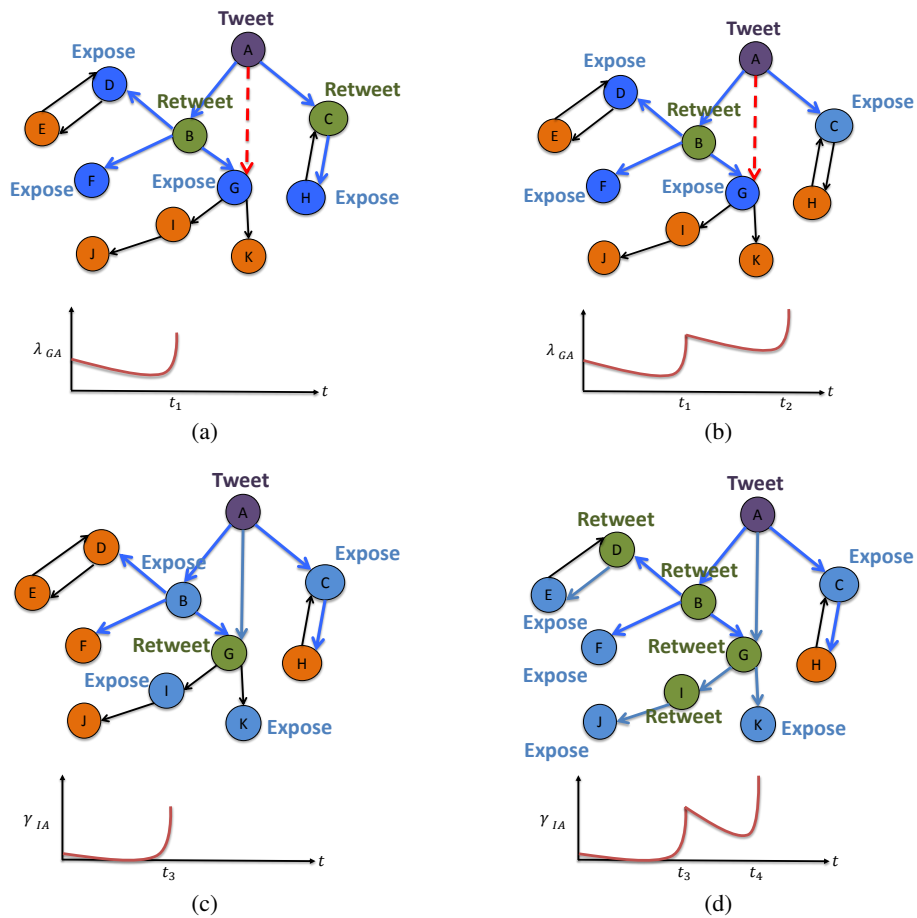 Tweet
A
Expose
D
Retweet
Retweet
E
B
C
F
Expose
Expose
G
H
Expose
I
J
K
λ GA
t
t1
(a)
Tweet
A
Expose
D
Retweet
Expose
E
B
C
F
Expose
Expose
G
H
I
J
K
λ GA
t
t1
t2
(b)
Tweet
A
D
Expose
Expose
E
B
C
F
Retweet
G
H
Expose
I
J
K
Expose
γ IA
t
t3
(c)
Tweet
A
Retweet
D
Retweet
Expose
E
B
C
Expose
F
Retweet
G
H
Expose
I
J
Retweet
K
Expose
Expose
γ IA
t
t3
t4
(d)